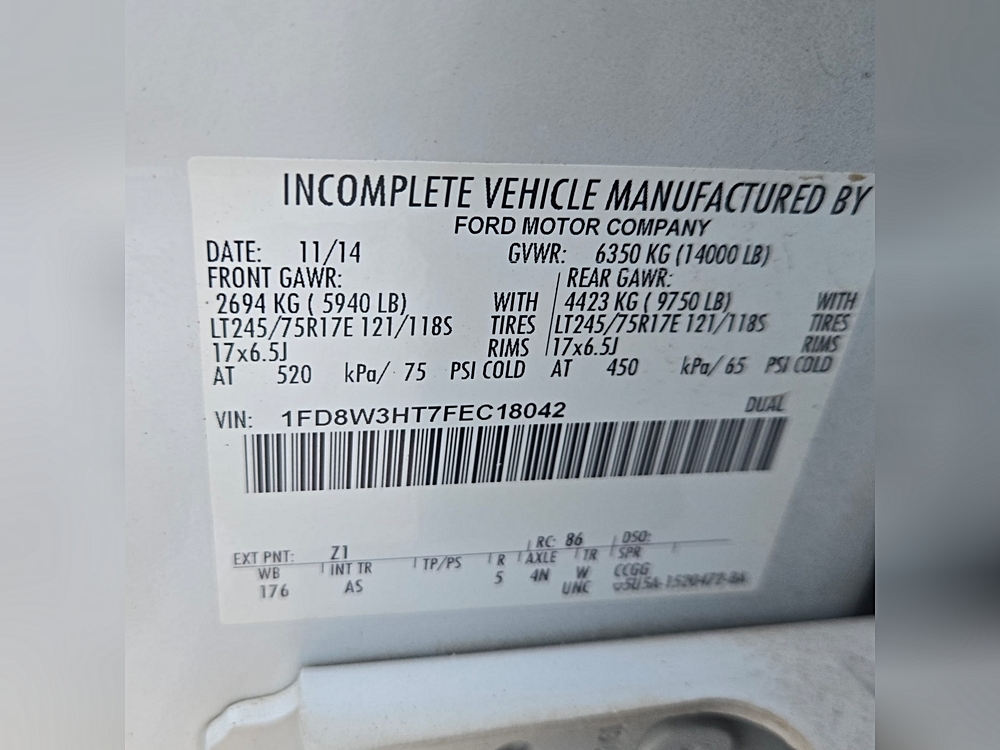 INCOMPLETE VEHICLE MANUFACTURED BY
FORD MOTOR COMPANY
DATE: 11/14 GVWR: 6350 KG (14000 LB)
FRONT GAWR: REAR GAWR:
2694 KG ( 5940 LB) WITH 4423 KG ( 9750 LB) WITH
LT245/75R17E 121/118S TIRES LT245/75R17E 121/118S TIRES
17x6.5J RIMS 17x6.5J RIMS
AT 520 kPa/ 75 PSI COLD AT 450 kPa/ 65 PSI COLD
VIN: 1FD8W3HT7FEC18042 DUAL
RC: 86 DSO:
EXT PNT: Z1
WB INT TR TP/PS R AXLE TR SPR
176 AS 5 4N W CCGG
UNC